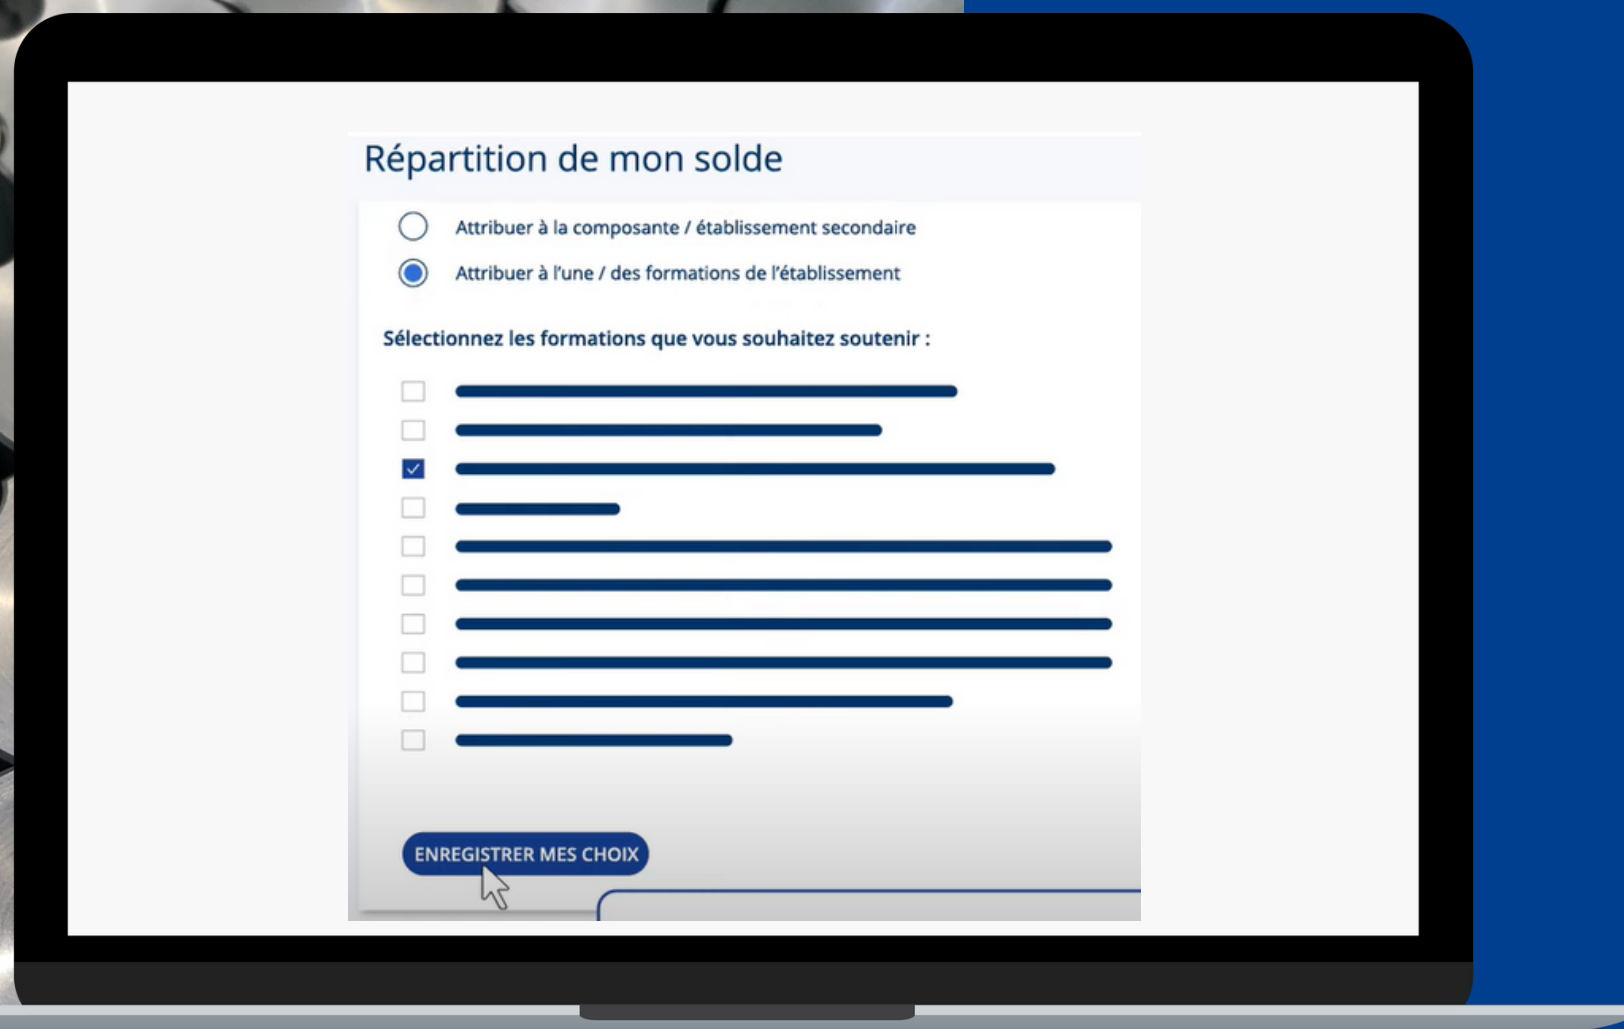 Répartition de mon solde
Attribuer à la composante / établissement secondaire
Attribuer à l’une / des formations de l’établissement
Sélectionnez les formations que vous souhaitez soutenir :
ENREGISTRER MES CHOIX